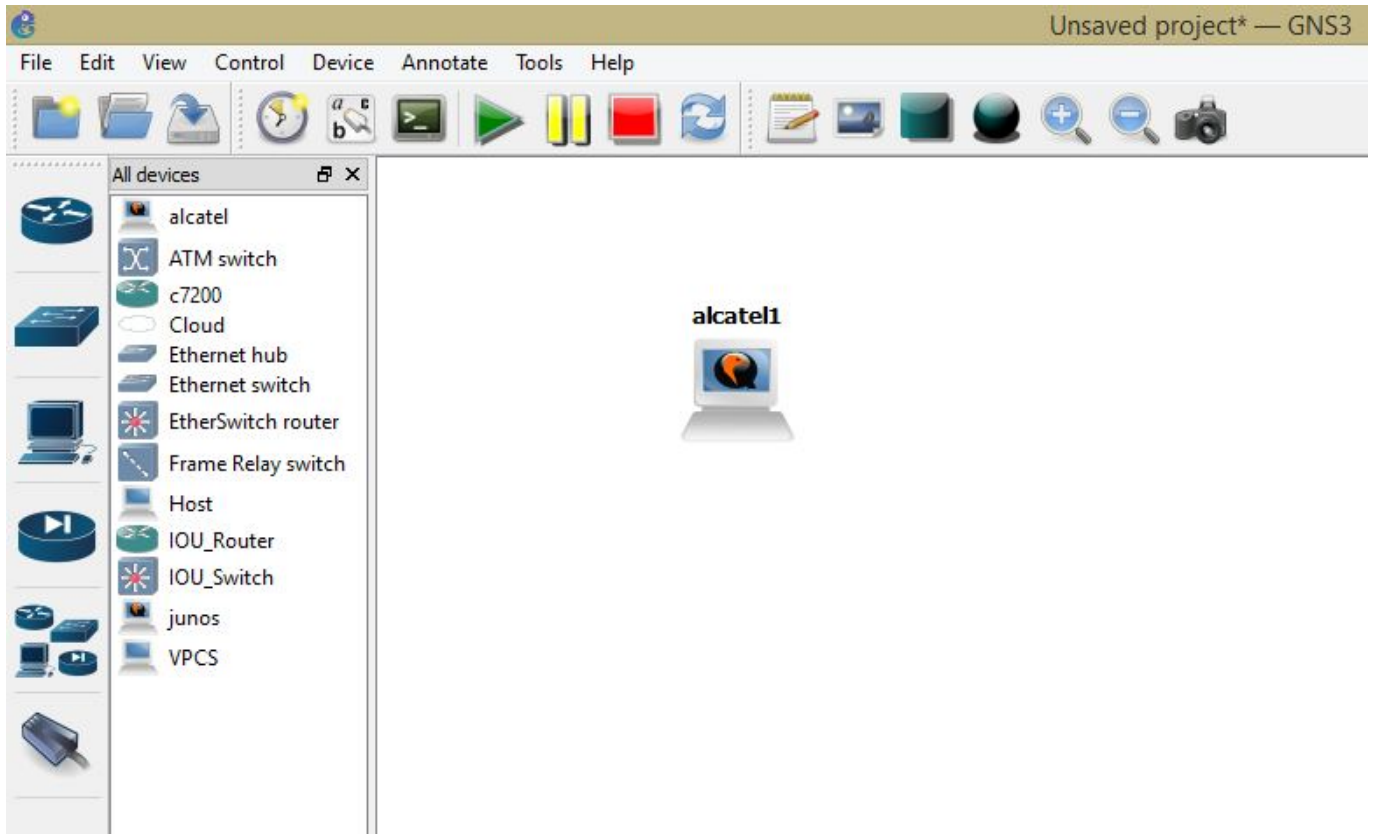 Unsaved project* — GNS3
File Edit View Control Device Annotate Tools Help
a c
b
>_
All devices
alcatel
ATM switch
c7200
Cloud
Ethernet hub
Ethernet switch
EtherSwitch router
Frame Relay switch
Host
IOU_Router
IOU_Switch
junos
VPCS
alcatel1